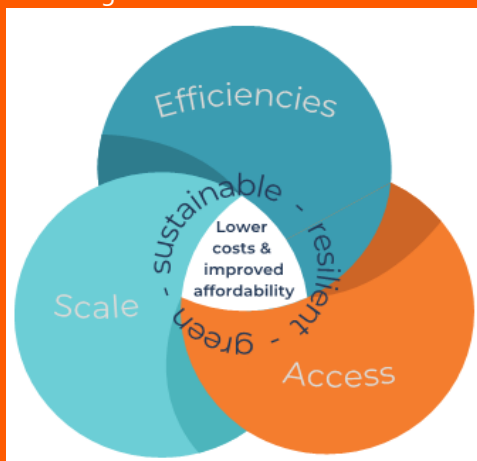 Efficiencies
sustainable - resilient - green -
Lower
costs &
improved
affordability
Scale
Access